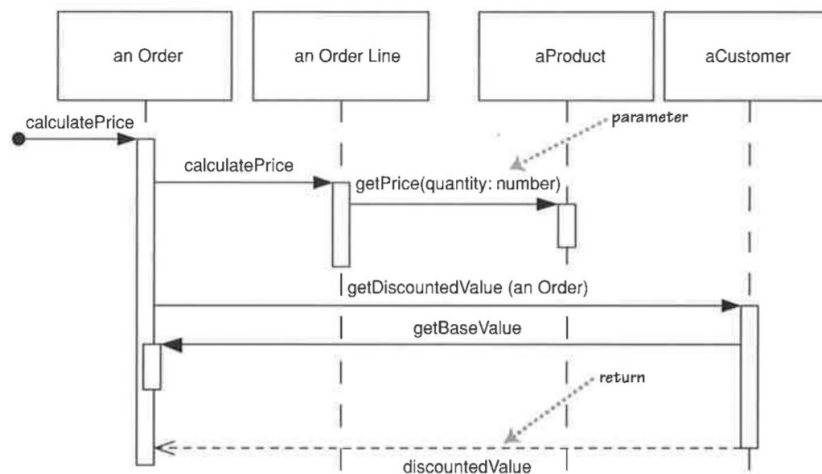 an Order
an Order Line
aProduct
aCustomer
calculatePrice
parameter
calculatePrice
getPrice(quantity: number)
getDiscountedValue (an Order)
getBaseValue
return
discountedValue